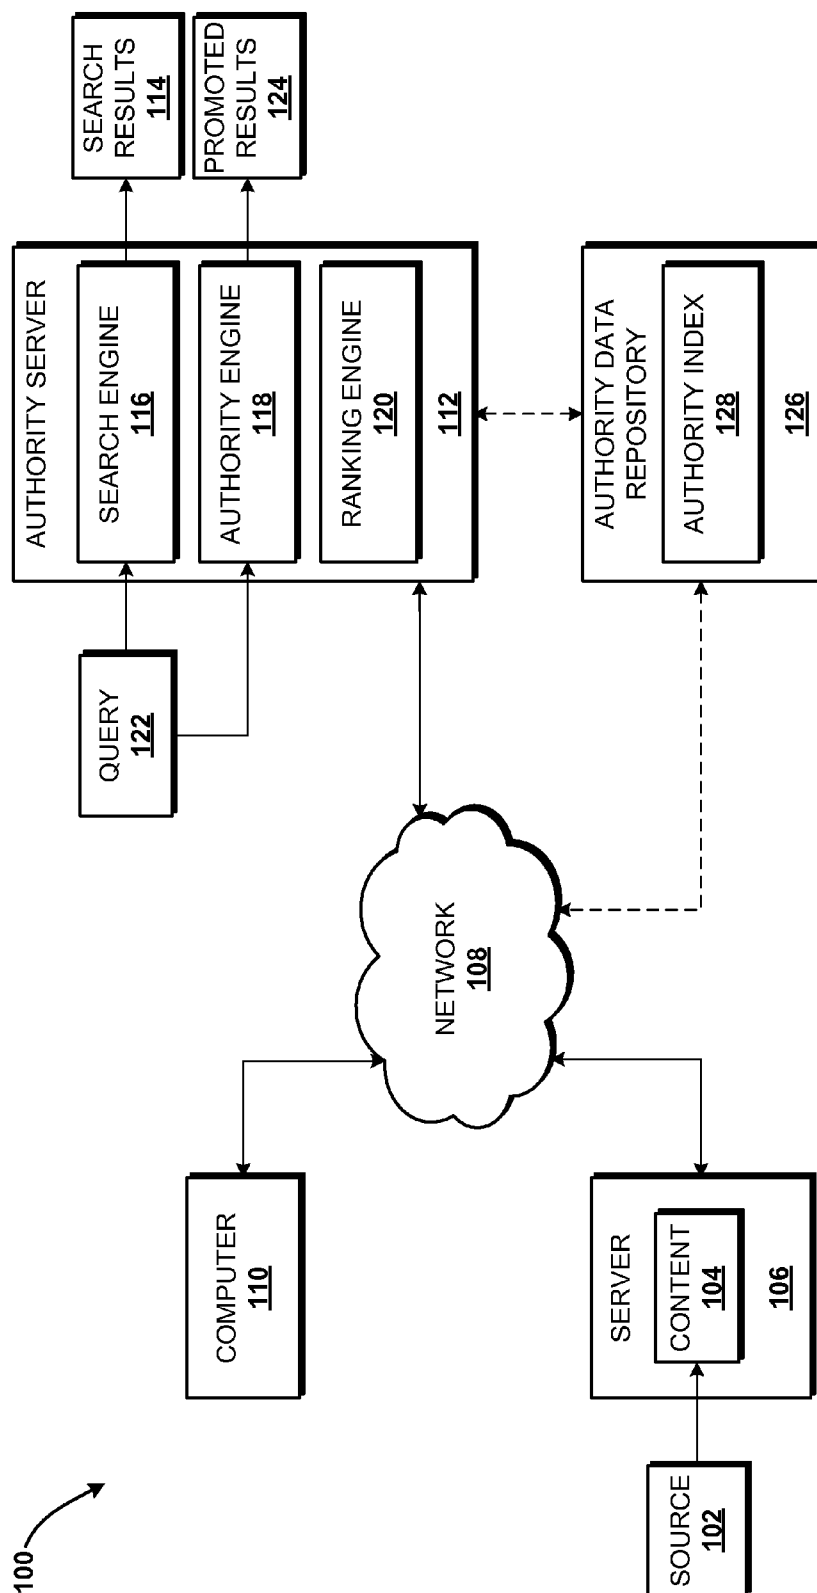 100
COMPUTER
110
SOURCE
102
SERVER
CONTENT
104
106
NETWORK
108
QUERY
122
AUTHORITY SERVER
SEARCH ENGINE
116
AUTHORITY ENGINE
118
RANKING ENGINE
120
112
SEARCH
RESULTS
114
PROMOTED
RESULTS
124
AUTHORITY DATA
REPOSITORY
AUTHORITY INDEX
128
126